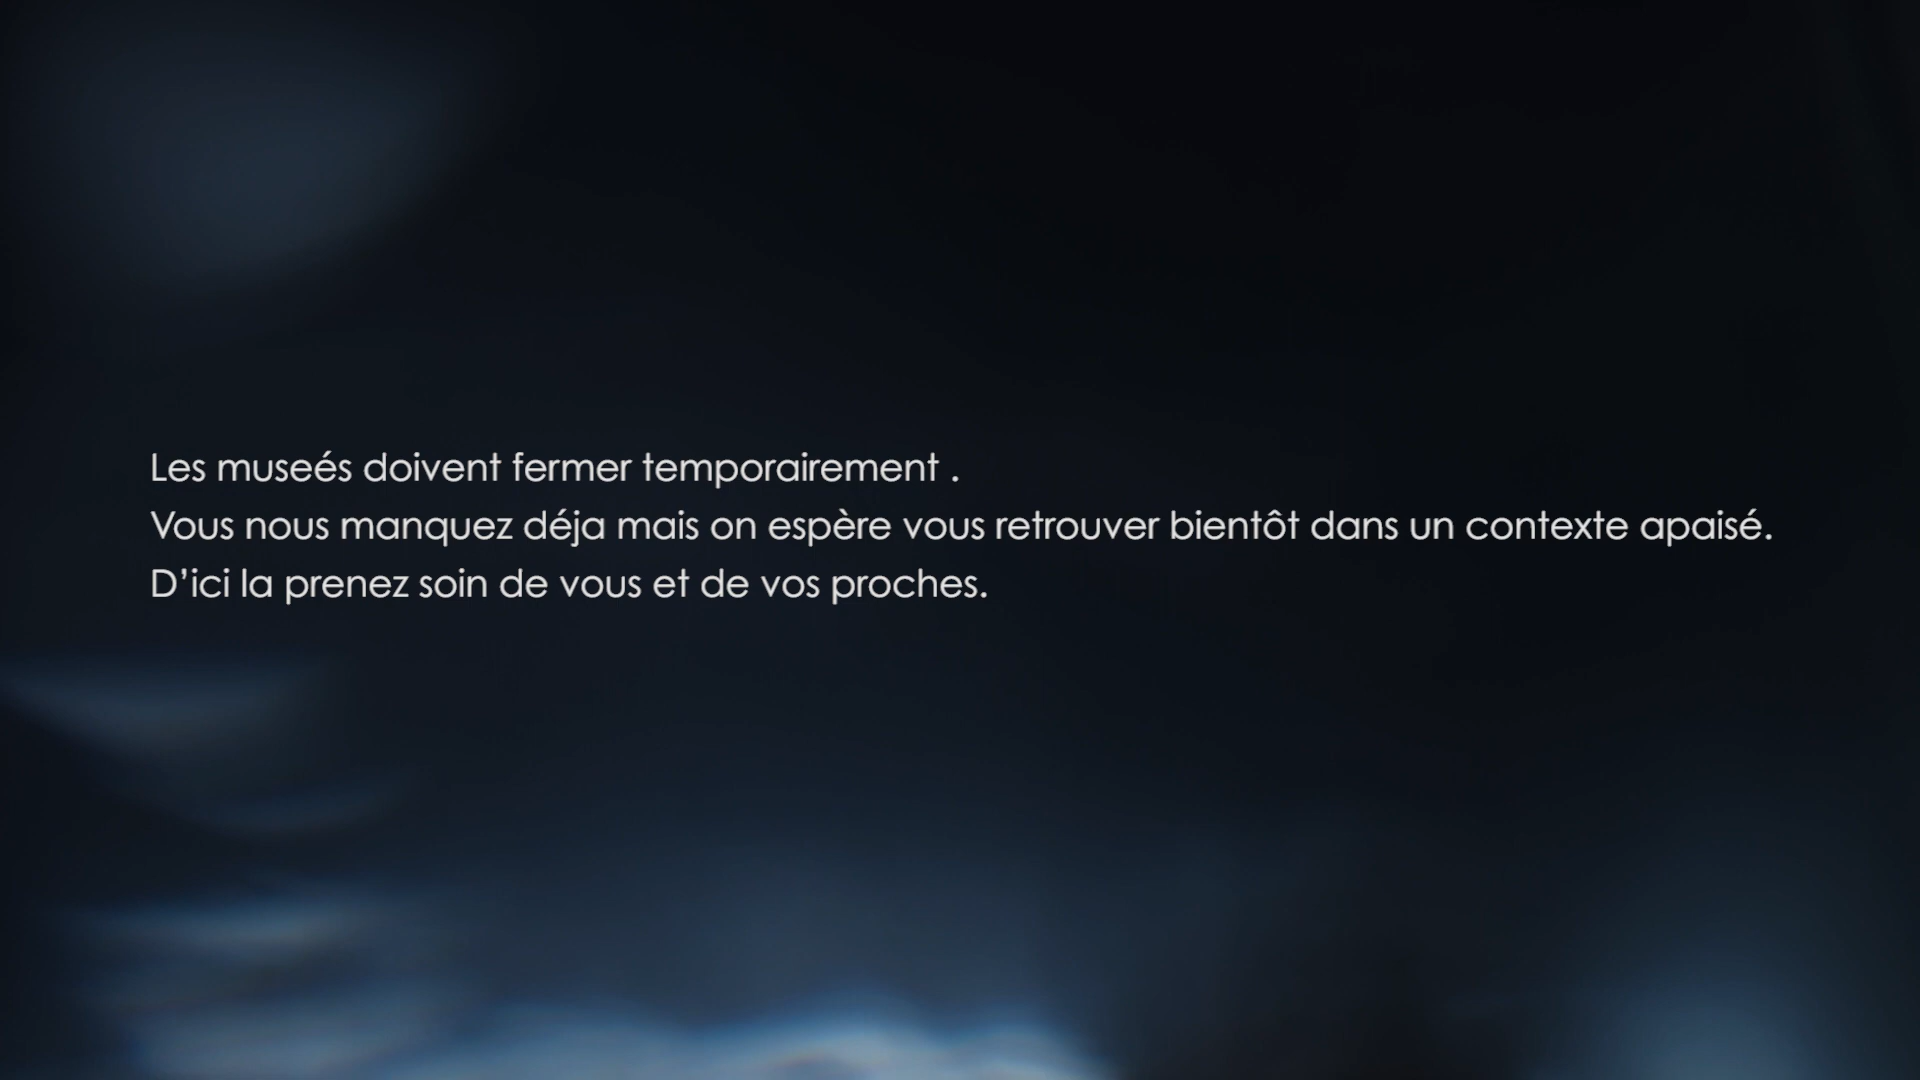 Les museés doivent fermer temporairement .
Vous nous manquez déja mais on espère vous retrouver bientôt dans un contexte apaisé.
D’ici la prenez soin de vous et de vos proches.